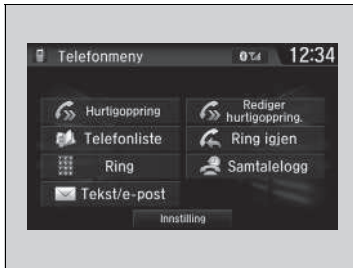 Telefonmeny
12:34
Hurtigoppring
Rediger
hurtigoppring.
Telefonliste
Ring igjen
Ring
Samtalelogg
Tekst/e-post
Innstilling